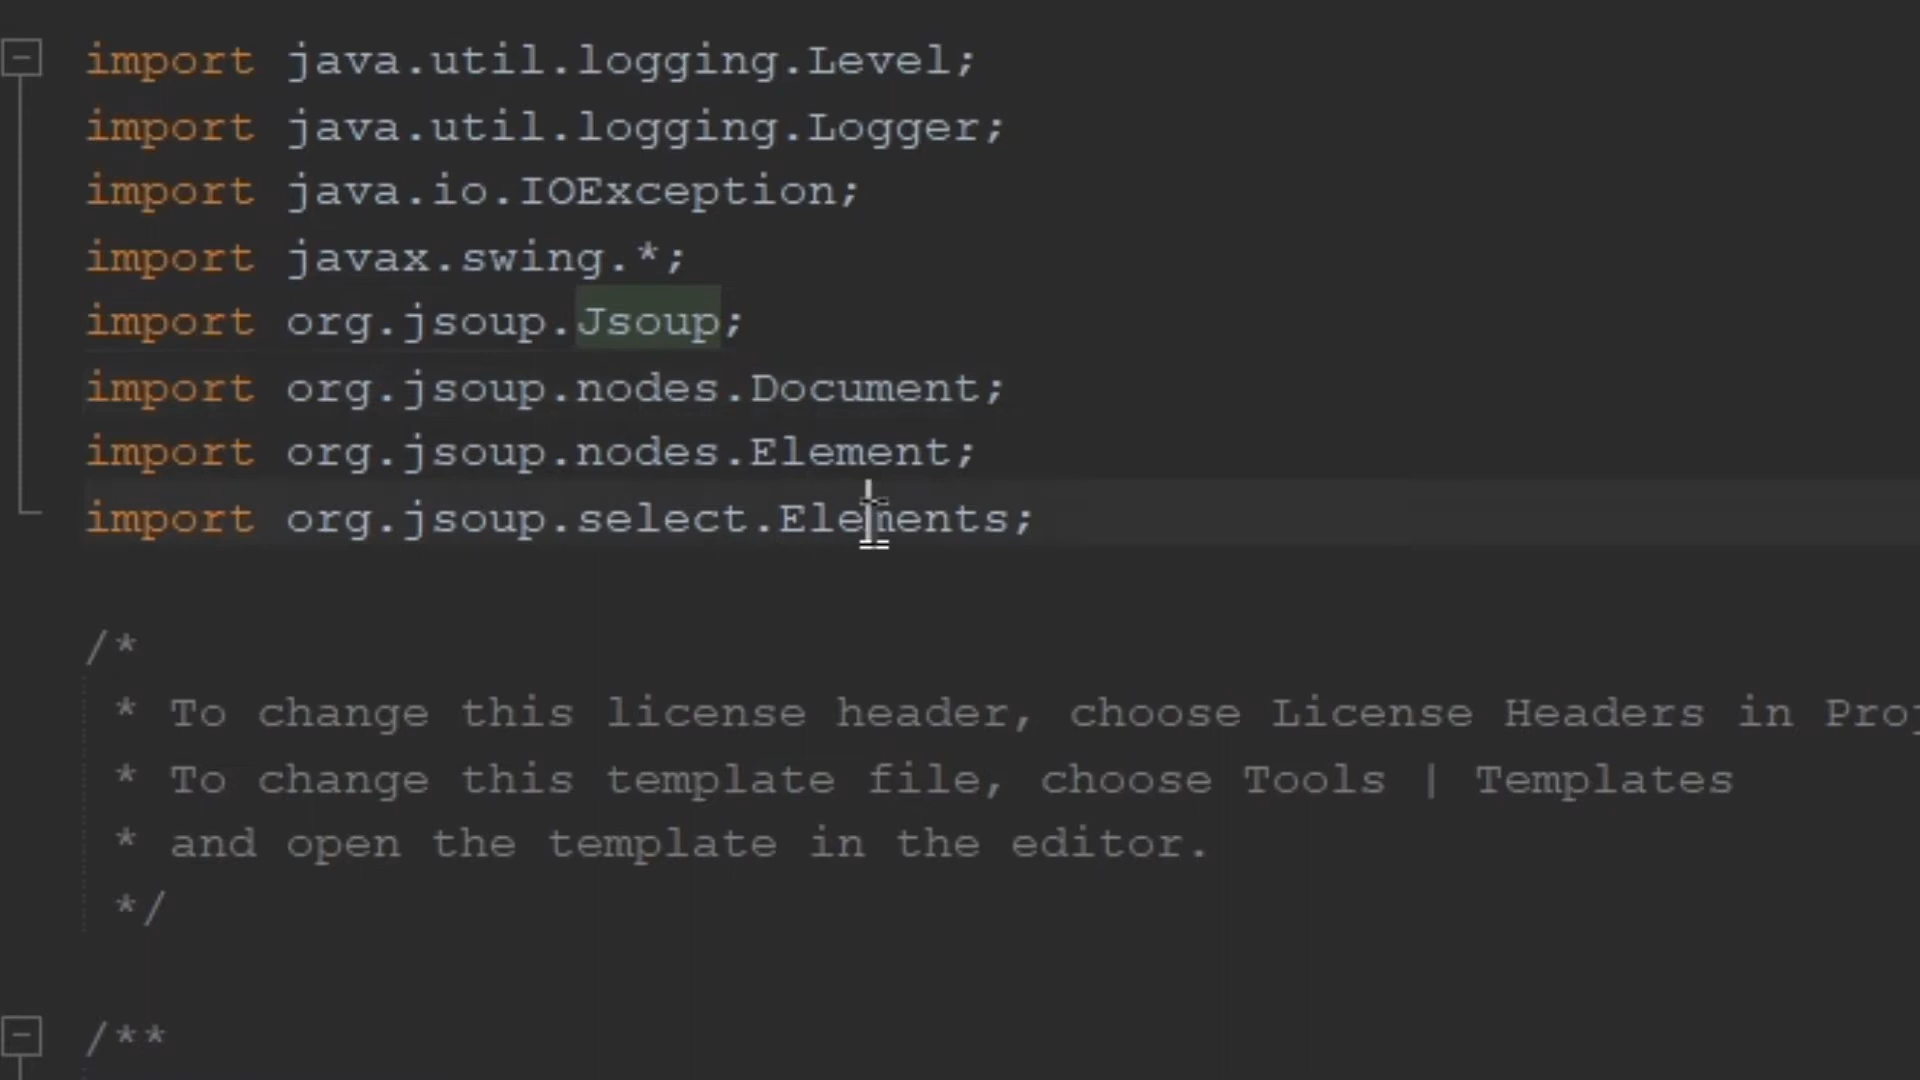 import java.util.logging.Level;
import java.util.logging.Logger;
import java.io.IOException;
import javax.swing.*;
import org.jsoup.Jsoup;
import org.jsoup.nodes.Document;
import org.jsoup.nodes.Element;
import org.jsoup.select.Elements;
/*
* To change this license header, choose License Headers in
* To change this template file, choose Tools | Templates
* and open the template in the editor.
*/
/**